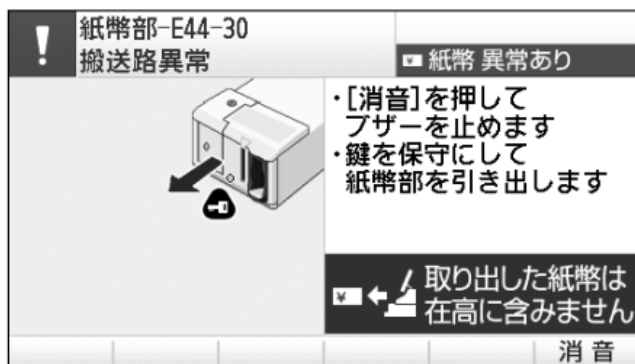 紙幣部-E44-30
搬送路異常
紙幣 異常あり
・[消音]を押して
ブザーを止めます
・鍵を保守にして
紙幣部を引き出します
取り出した紙幣は
在高に含みません
消音